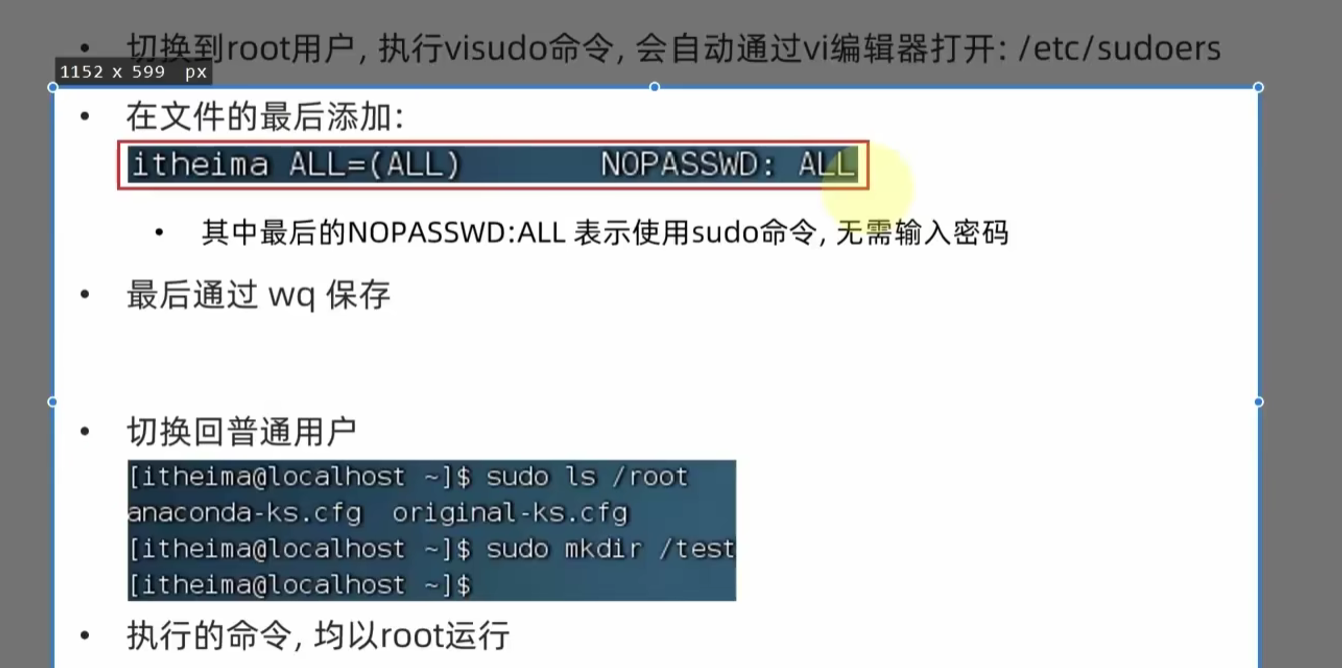 切换到root用户, 执行visudo命令, 会自动通过vi编辑器打开: /etc/sudoers
1152 x 599 px
在文件的最后添加:
itheima ALL=(ALL) NOPASSWD: ALL
其中最后的NOPASSWD:ALL 表示使用sudo命令, 无需输入密码
最后通过 wq 保存
切换回普通用户
[itheima@localhost ~]$ sudo ls /root
anaconda-ks.cfg original-ks.cfg
[itheima@localhost ~]$ sudo mkdir /test
[itheima@localhost ~]$
执行的命令, 均以root运行